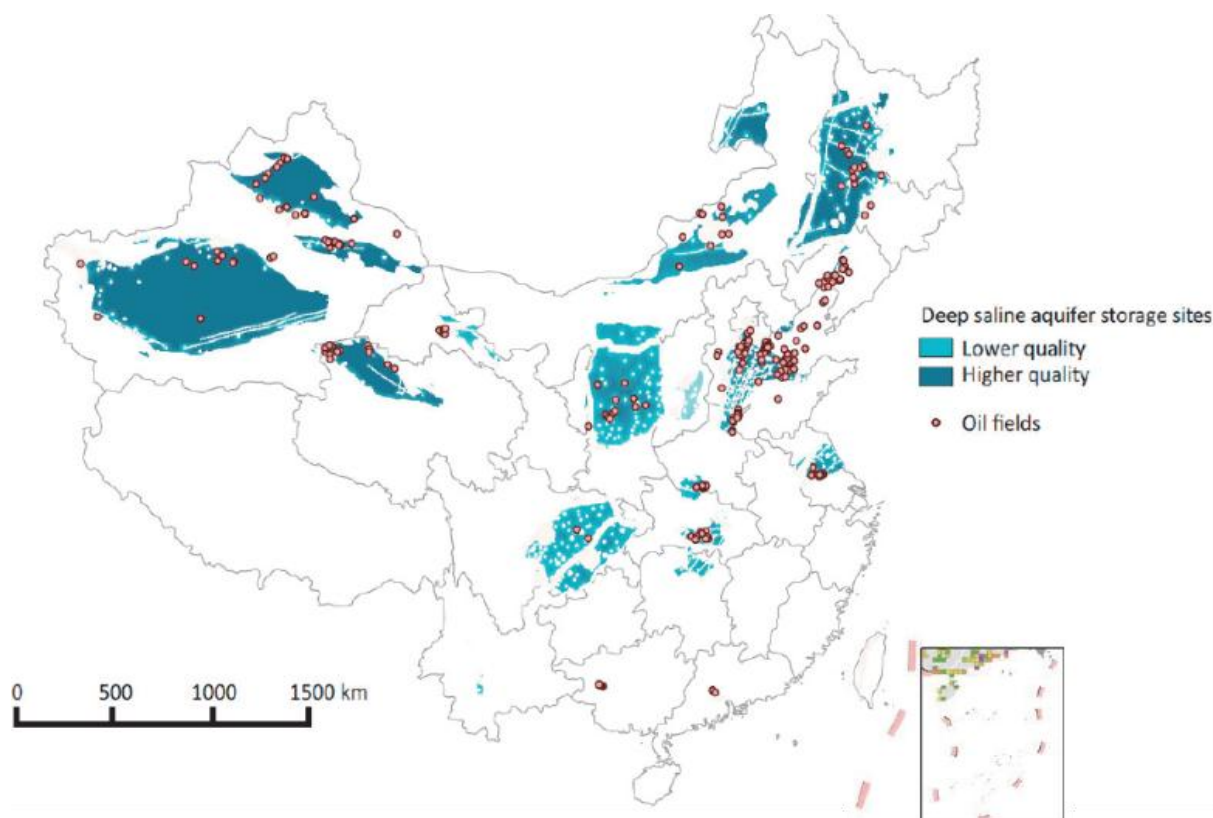 Deep saline aquifer storage sites
Lower quality
Higher quality
Oil fields
0 500 1000 1500 km